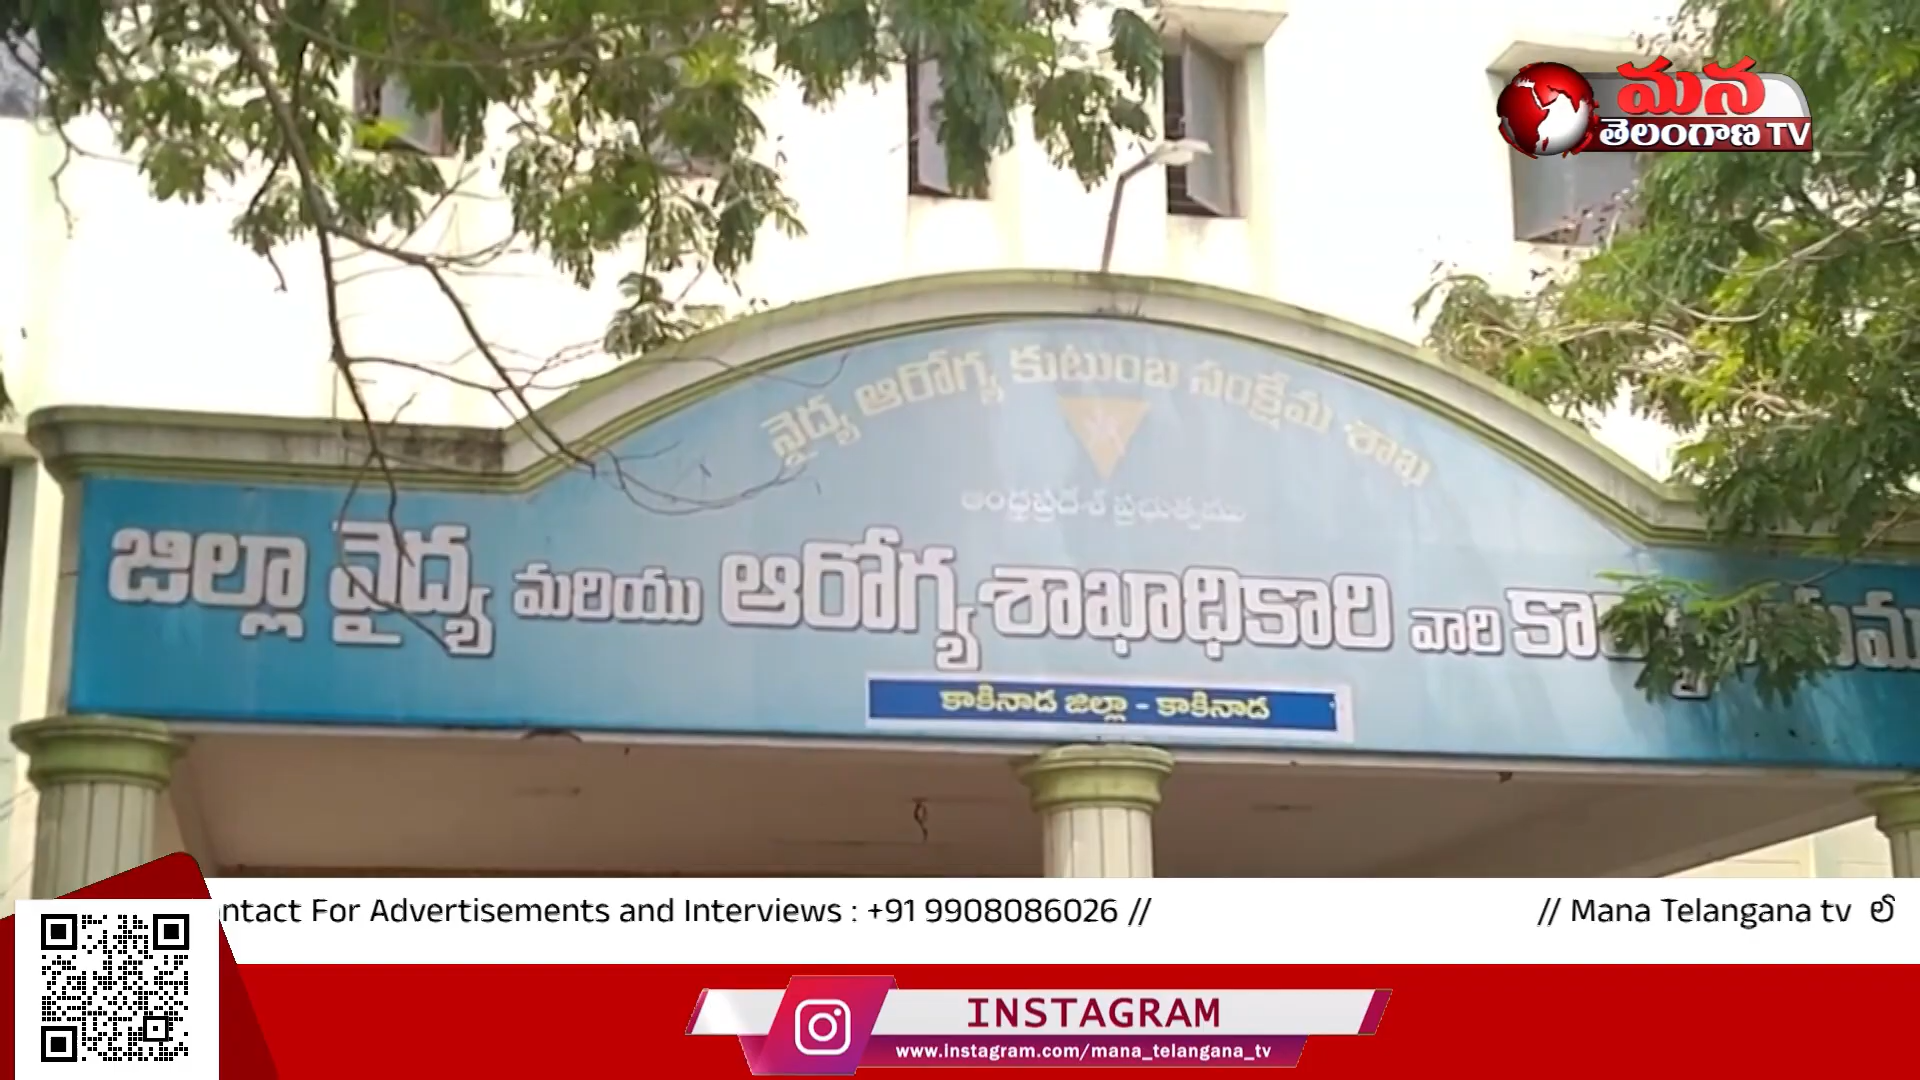 మన
తెలంగాణ TV
వైద్య ఆరోగ్య కుటుంబ సంక్షేమ శాఖ
ఆంధ్రప్రదేశ్ ప్రభుత్వము
జిల్లా వైద్య మరియు ఆరోగ్యశాఖాధికారి వారి
కాకినాడ జిల్లా - కాకినాడ
ntact For Advertisements and Interviews : +91 9908086026 // // Mana Telangana tv లి
INSTAGRAM
www.instagram.com/mana_telangana_tv